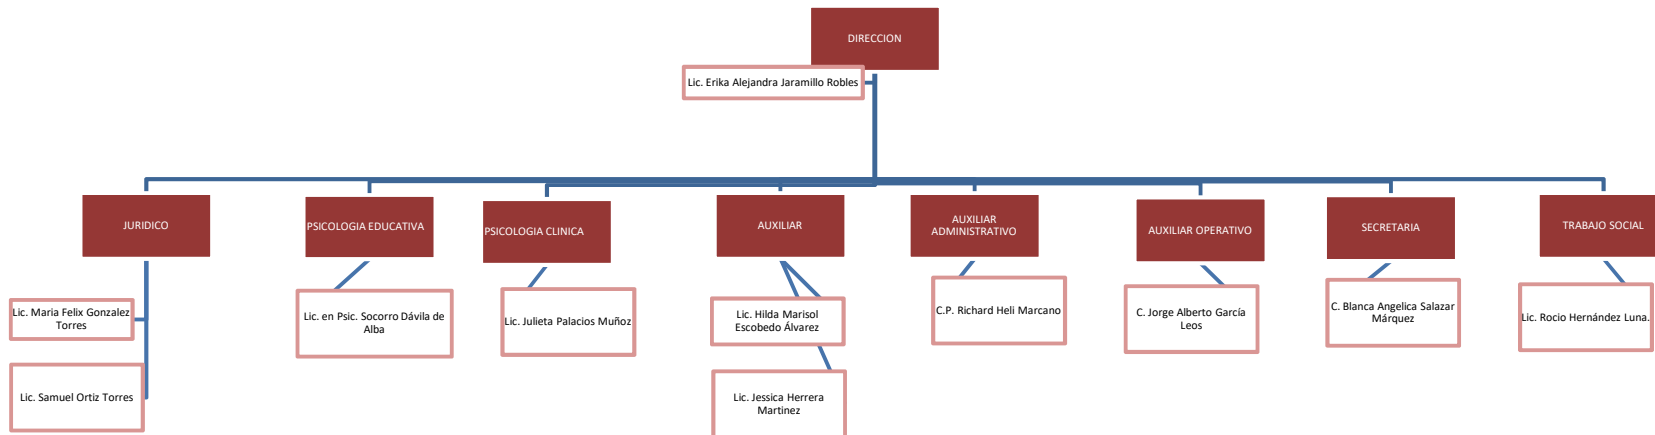 DIRECCION
Lic. Erika Alejandra Jaramillo Robles
JURIDICO
PSICOLOGIA EDUCATIVA
PSICOLOGIA CLINICA
AUXILIAR
AUXILIAR
ADMINISTRATIVO
AUXILIAR OPERATIVO
SECRETARIA
TRABAJO SOCIAL
Lic. Maria Felix Gonzalez
Torres
Lic. Samuel Ortiz Torres
Lic. en Psic. Socorro Dávila de
Alba
Lic. Julieta Palacios Muñoz
Lic. Hilda Marisol
Escobedo Álvarez
Lic. Jessica Herrera
Martinez
C.P. Richard Heli Marcano
C. Jorge Alberto García
Leos
C. Blanca Angelica Salazar
Márquez
Lic. Rocio Hernández Luna.